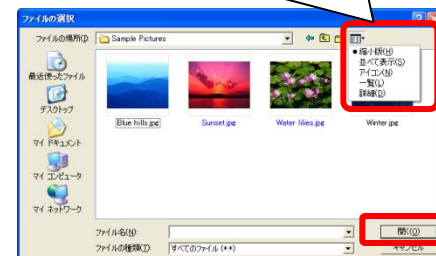 ファイルの選択
ファイルの場所(I):
Sample Pictures
縮小版(H)
並べて表示(S)
アイコン(N)
一覧(L)
詳細(D)
最近使ったファイル
デスクトップ
マイ ドキュメント
マイ コンピュータ
マイ ネットワーク
Blue hills.jpg
Sunset.jpg
Water lilies.jpg
Winter.jpg
ファイル名(N):
開く(O)
ファイルの種類(T):
すべてのファイル (*.*)
キャンセル